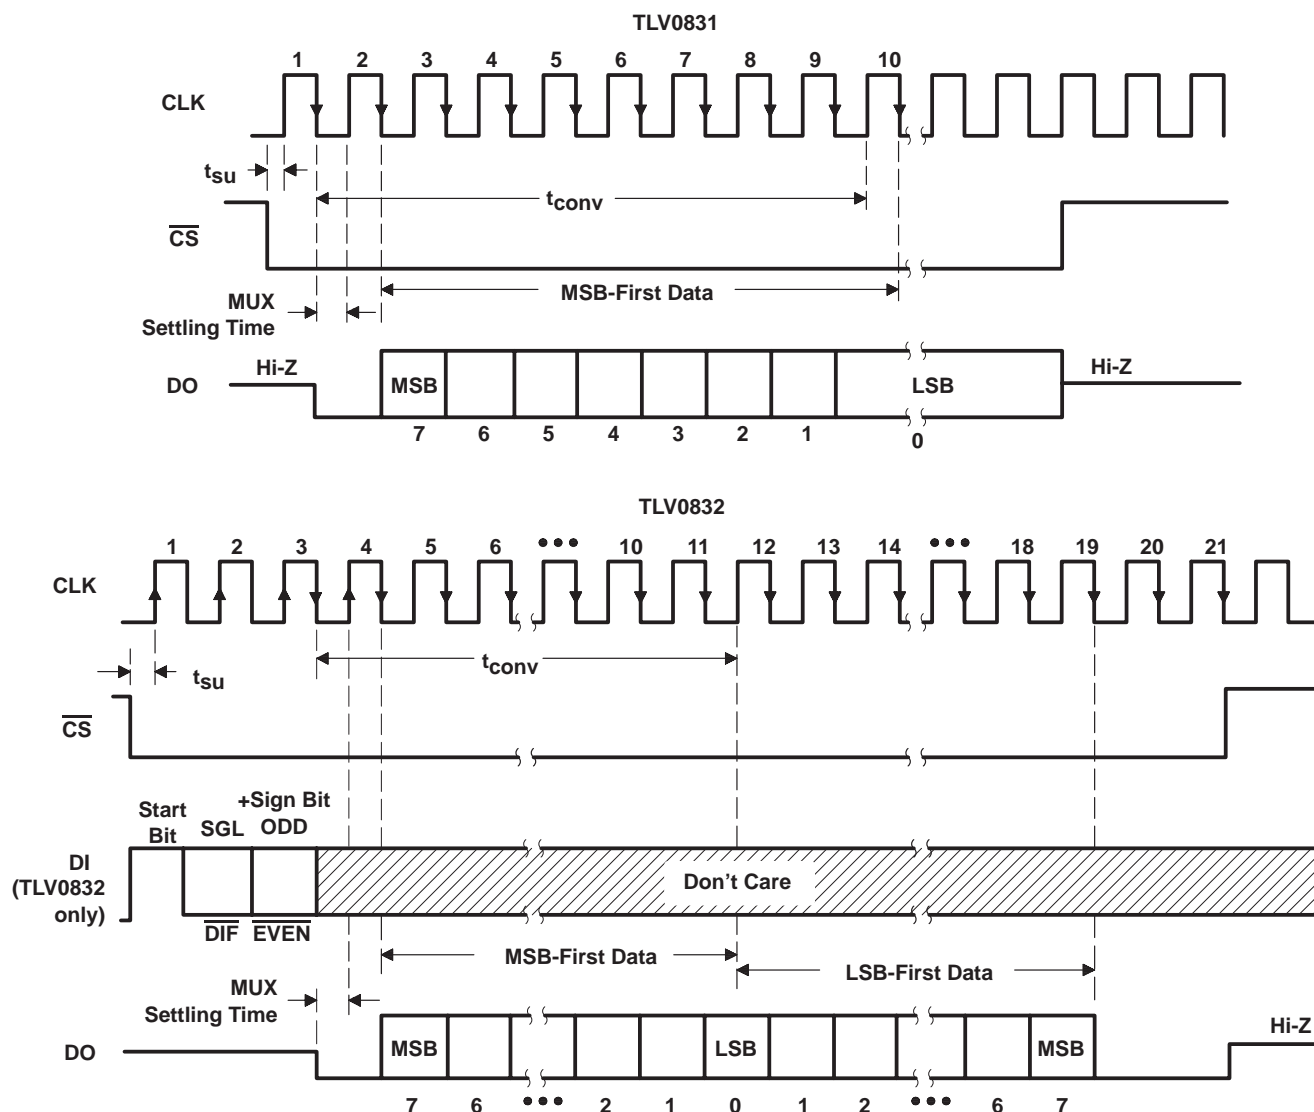 TLV0831
1 2 3 4 5 6 7 8 9 10
CLK
tsu
tconv
CS
MUX
Settling Time
MSB-First Data
Hi-Z
DO
MSB
LSB
Hi-Z
7 6 5 4 3 2 1 0
TLV0832
1 2 3 4 5 6 ••• 10 11 12 13 14 ••• 18 19 20 21
CLK
tsu
tconv
CS
Start
Bit
SGL
+Sign Bit
ODD
DI
(TLV0832
only)
Don't Care
DIF EVEN
MSB-First Data
LSB-First Data
MUX
Settling Time
Hi-Z
DO
MSB
LSB
MSB
7 6 ••• 2 1 0 1 2 ••• 6 7